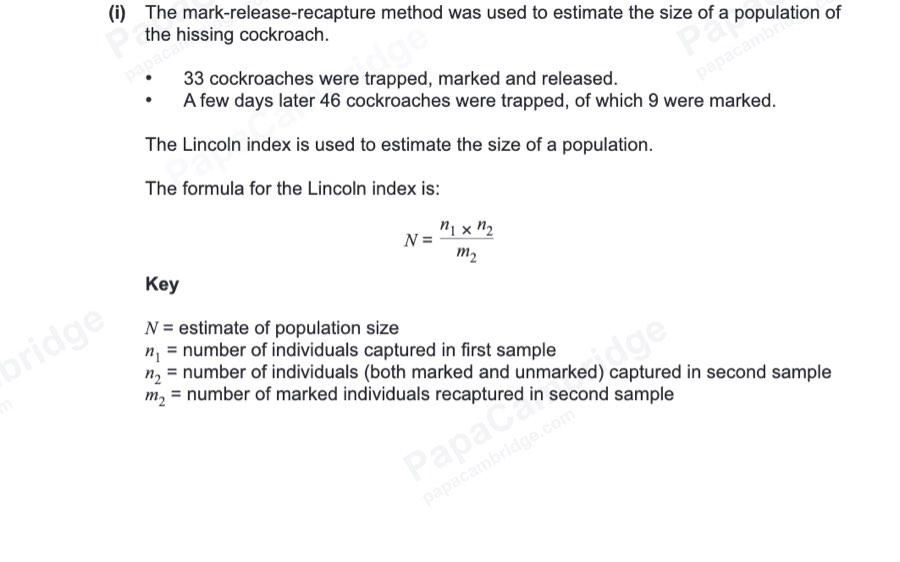 (i) The mark-release-recapture method was used to estimate the size of a population of
the hissing cockroach.
• 33 cockroaches were trapped, marked and released.
• A few days later 46 cockroaches were trapped, of which 9 were marked.
The Lincoln index is used to estimate the size of a population.
The formula for the Lincoln index is:
N = n₁ × n₂ / m₂
Key
N = estimate of population size
n₁ = number of individuals captured in first sample
n₂ = number of individuals (both marked and unmarked) captured in second sample
m₂ = number of marked individuals recaptured in second sample
bridge
PapaCambridge
papacambridge.com